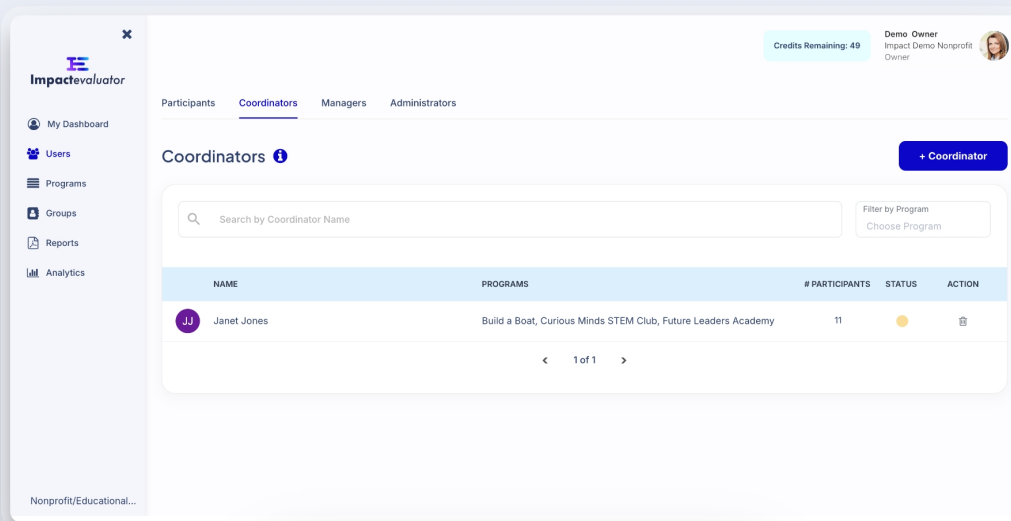 Impactevaluator
My Dashboard
Users
Programs
Groups
Reports
Analytics
Nonprofit/Educational...
Credits Remaining: 49
Demo Owner
Impact Demo Nonprofit
Owner
Participants Coordinators Managers Administrators
Coordinators
+ Coordinator
Search by Coordinator Name
Filter by Program
Choose Program
NAME PROGRAMS # PARTICIPANTS STATUS ACTION
JJ Janet Jones Build a Boat, Curious Minds STEM Club, Future Leaders Academy 11
1 of 1